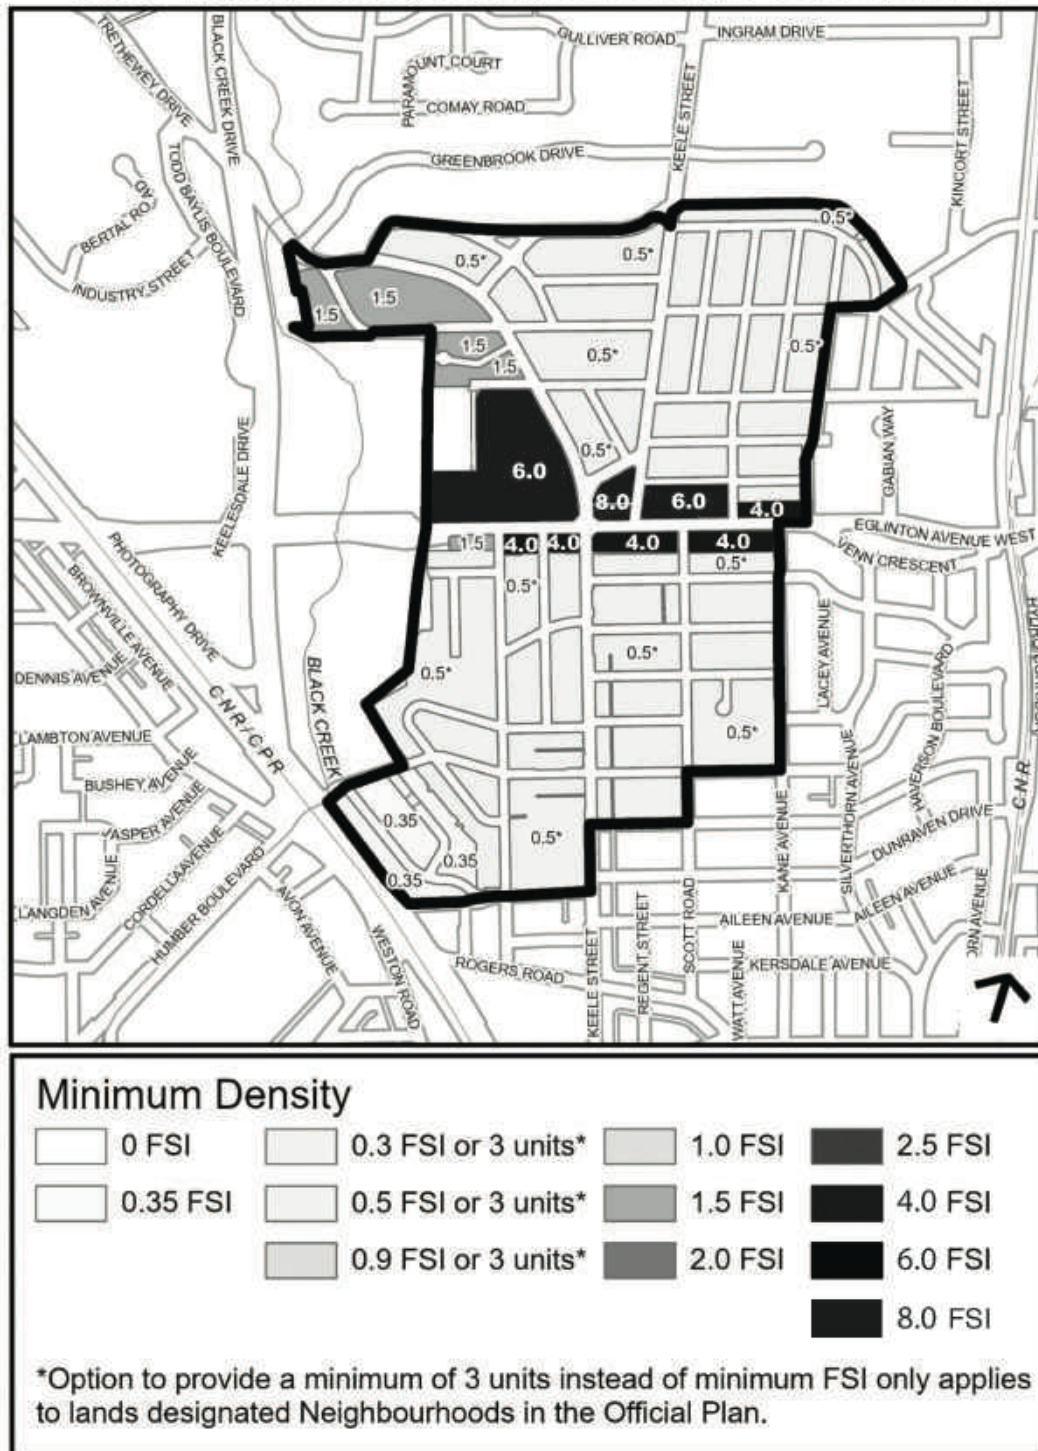 GULLIVER ROAD
INGRAM DRIVE
TRETHEWEY DRIVE
BLACK CREEK DRIVE
PARAMOUNT COURT
COMAY ROAD
KEELE STREET
KINCORT STREET
GREENBROOK DRIVE
TODD BAYLIS BOULEVARD
BERTAL ROAD
INDUSTRY STREET
0.5*
0.5*
0.5*
1.5
1.5
1.5
1.5
0.5*
0.5*
0.5*
6.0
8.0
6.0
4.0
GABIAN WAY
KEELESDALE DRIVE
EGLINTON AVENUE WEST
VENN CRESCENT
1.5
4.0
4.0
4.0
4.0
0.5*
0.5*
PHOTOGRAPHY DRIVE
BROWNVILLE AVENUE
DENNIS AVENUE
BLACK CREEK
0.5*
0.5*
LACEY AVENUE
HAVERSON BOULEVARD
C N R / C P R
LAMBTON AVENUE
BUSHEY AVENUE
JASPER AVENUE
0.5*
0.35
0.35
0.35
0.5*
KANE AVENUE
SILVERTHORN AVENUE
DUNRAVEN DRIVE
C N R
LANGDEN AVENUE
CORDELLA AVENUE
HUMBER BOULEVARD
AVON AVENUE
WESTON ROAD
ROGERS ROAD
KEELE STREET
REGENT STREET
SCOTT ROAD
WATT AVENUE
AILEEN AVENUE
AILEEN AVENUE
KERSDALE AVENUE
ORN AVENUE
Minimum Density
0 FSI
0.3 FSI or 3 units*
1.0 FSI
2.5 FSI
0.35 FSI
0.5 FSI or 3 units*
1.5 FSI
4.0 FSI
0.9 FSI or 3 units*
2.0 FSI
6.0 FSI
8.0 FSI
*Option to provide a minimum of 3 units instead of minimum FSI only applies
to lands designated Neighbourhoods in the Official Plan.